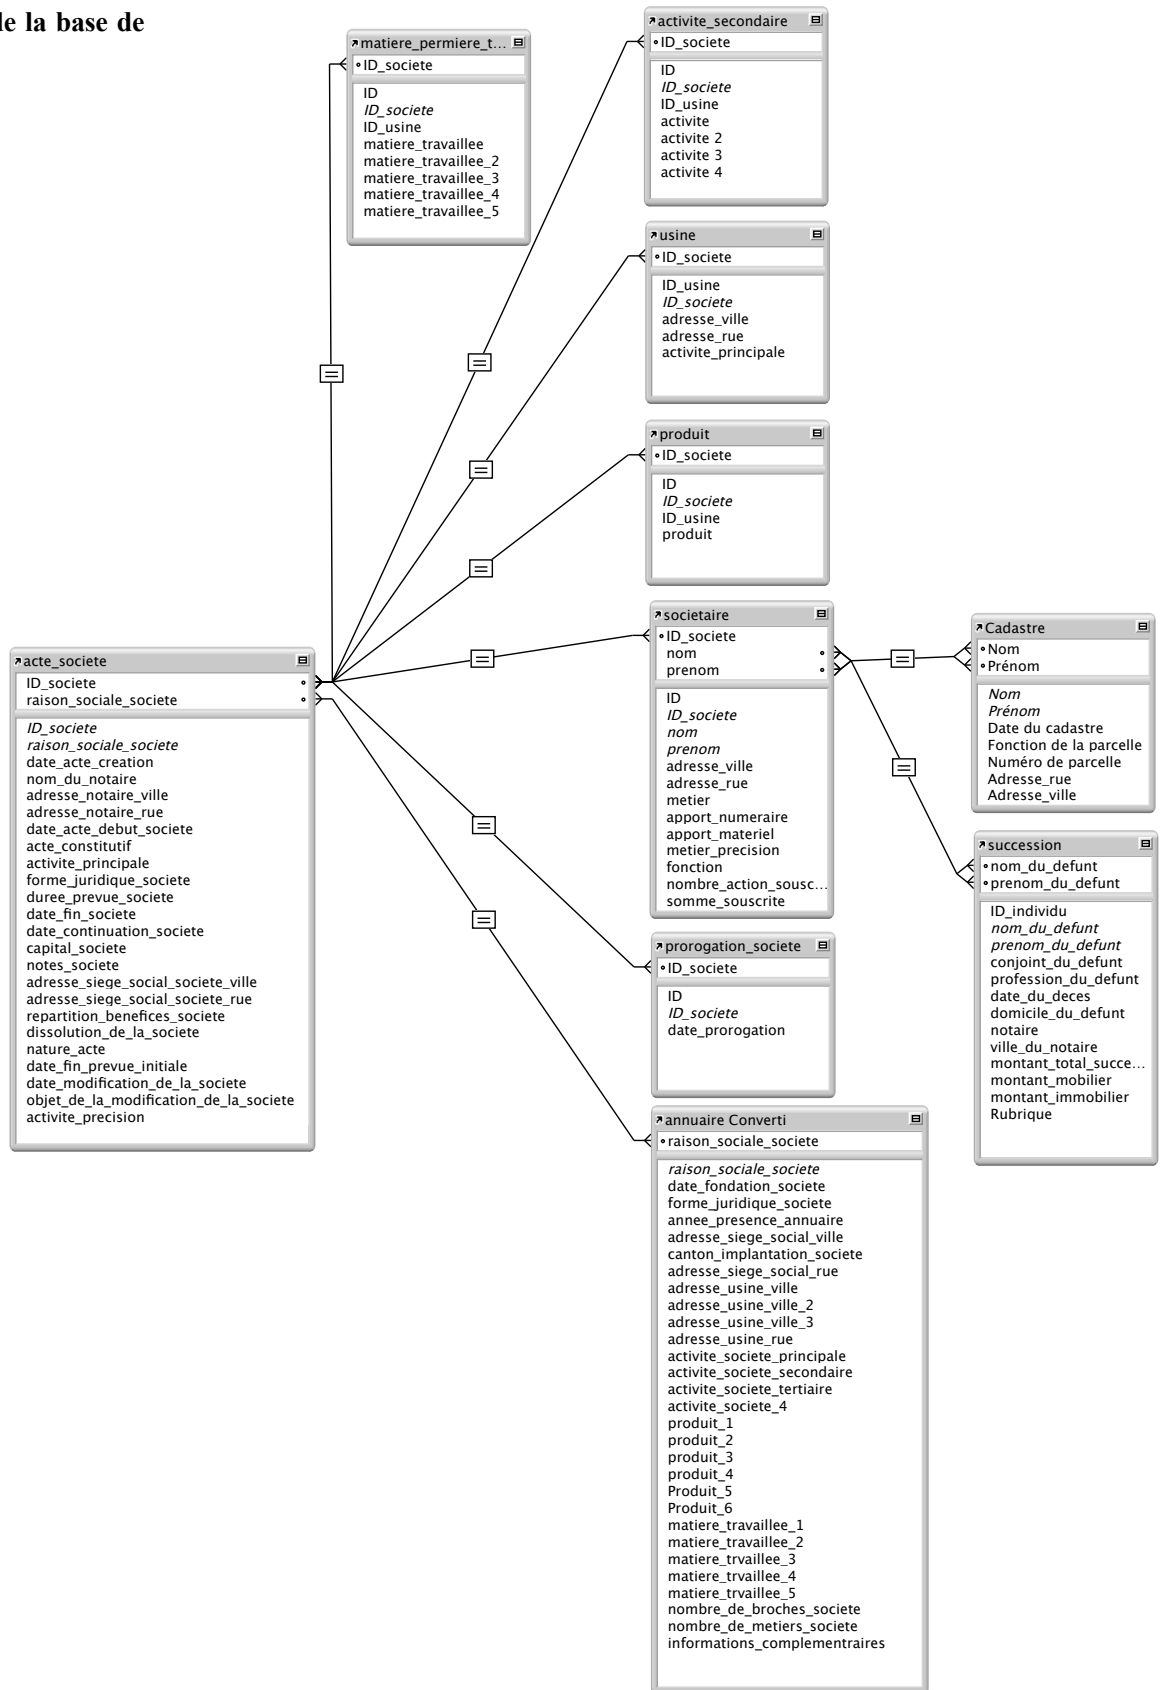 le la base de
matiere_permiere_t...
ID_societe
ID
ID_societe
ID_usine
matiere_travaillee
matiere_travaillee_2
matiere_travaillee_3
matiere_travaillee_4
matiere_travaillee_5
activite_secondaire
ID_societe
ID
ID_societe
ID_usine
activite
activite 2
activite 3
activite 4
usine
ID_societe
ID_usine
ID_societe
adresse_ville
adresse_rue
activite_principale
produit
ID_societe
ID
ID_societe
ID_usine
produit
acte_societe
ID_societe
raison_sociale_societe
ID_societe
raison_sociale_societe
date_acte_creation
nom_du_notaire
adresse_notaire_ville
adresse_notaire_rue
date_acte_debut_societe
acte_constitutif
activite_principale
forme_juridique_societe
duree_prevue_societe
date_fin_societe
date_continuation_societe
capital_societe
notes_societe
adresse_siege_social_societe_ville
adresse_siege_social_societe_rue
repartition_benefices_societe
dissolution_de_la_societe
nature_acte
date_fin_prevue_initiale
date_modification_de_la_societe
objet_de_la_modification_de_la_societe
activite_precision
societaire
ID_societe
nom
prenom
ID
ID_societe
nom
prenom
adresse_ville
adresse_rue
metier
apport_numeraire
apport_materiel
metier_precision
fonction
nombre_action_sousc...
somme_souscrite
Cadastre
Nom
Prénom
Nom
Prénom
Date du cadastre
Fonction de la parcelle
Numéro de parcelle
Adresse_rue
Adresse_ville
succession
nom_du_defunt
prenom_du_defunt
ID_individu
nom_du_defunt
prenom_du_defunt
conjoint_du_defunt
profession_du_defunt
date_du_deces
domicile_du_defunt
notaire
ville_du_notaire
montant_total_succe...
montant_mobilier
montant_immobilier
Rubrique
prorogation_societe
ID_societe
ID
ID_societe
date_prorogation
annuaire Converti
raison_sociale_societe
raison_sociale_societe
date_fondation_societe
forme_juridique_societe
annee_presence_annuaire
adresse_siege_social_ville
canton_implantation_societe
adresse_siege_social_rue
adresse_usine_ville
adresse_usine_ville_2
adresse_usine_ville_3
adresse_usine_rue
activite_societe_principale
activite_societe_secondaire
activite_societe_tertiaire
activite_societe_4
produit_1
produit_2
produit_3
produit_4
Produit_5
Produit_6
matiere_travaillee_1
matiere_travaillee_2
matiere_trvaillee_3
matiere_travaillee_4
matiere_trvaillee_5
nombre_de_broches_societe
nombre_de_metiers_societe
informations_complementraires